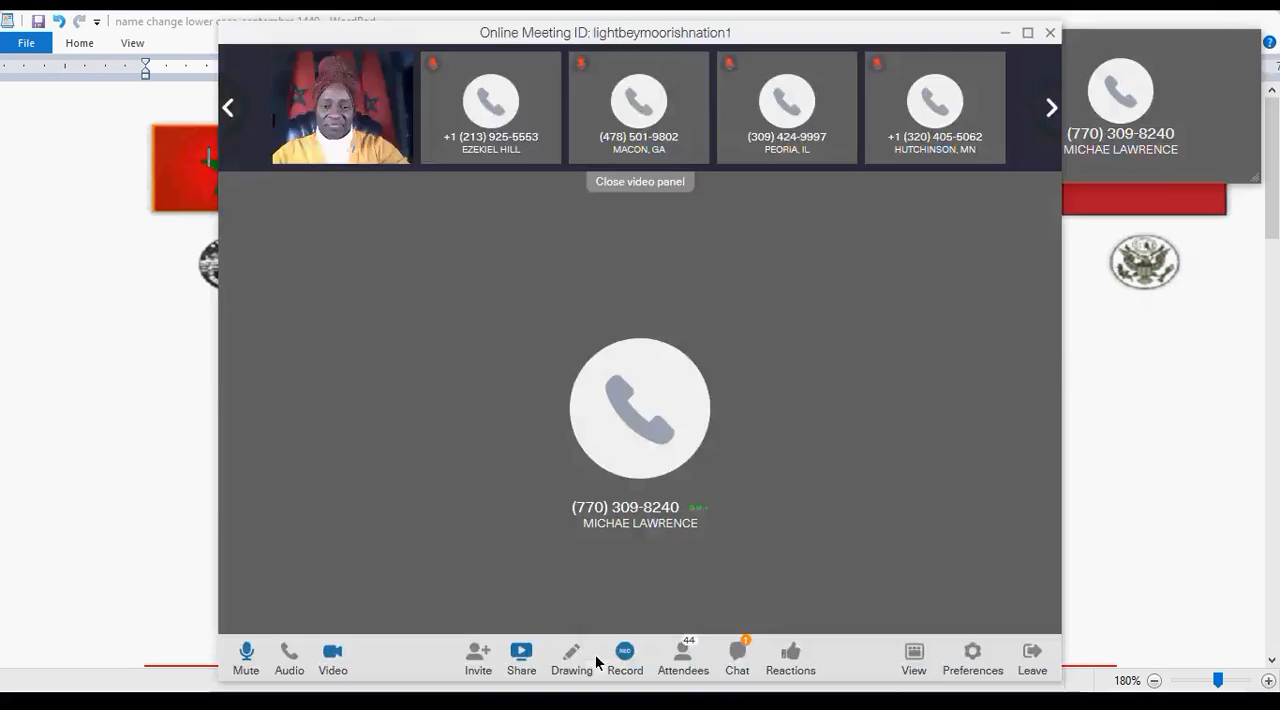 name change lower case septembre 1440 - WordPad
File
Home
View
Online Meeting ID: lightbeymoorishnation1
+1 (213) 925-5553
EZEKIEL HILL
(478) 501-9802
MACON, GA
(309) 424-9997
PEORIA, IL
+1 (320) 405-5062
HUTCHINSON, MN
(770) 309-8240
MICHAE LAWRENCE
Close video panel
(770) 309-8240
MICHAE LAWRENCE
Mute
Audio
Video
Invite
Share
Drawing
REC
Record
44
Attendees
1
Chat
Reactions
View
Preferences
Leave
180%